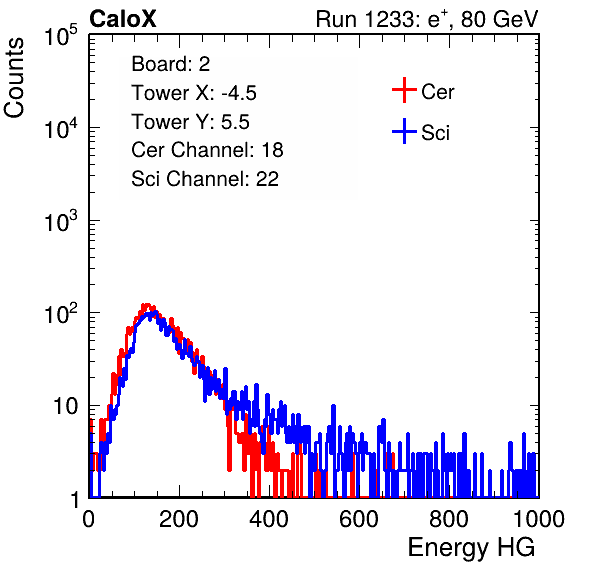 CaloX Run 1233: e⁺, 80 GeV
Counts
10⁵
10⁴
10³
10²
10
1
Board: 2
Tower X: -4.5
Tower Y: 5.5
Cer Channel: 18
Sci Channel: 22
Cer
Sci
0 200 400 600 800 1000
Energy HG